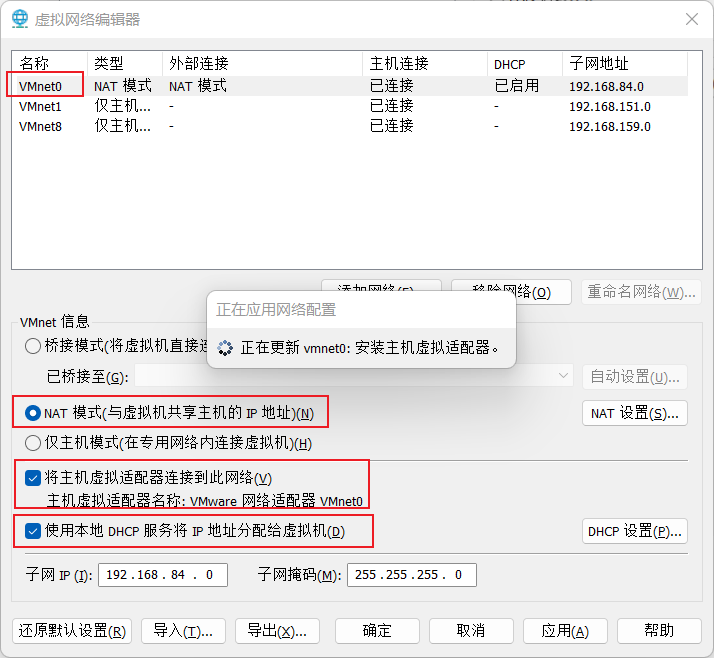 虚拟网络编辑器
名称 类型 外部连接 主机连接 DHCP 子网地址
VMnet0 NAT 模式 NAT 模式 已连接 已启用 192.168.84.0
VMnet1 仅主机... - 已连接 - 192.168.151.0
VMnet8 仅主机... - 已连接 - 192.168.159.0
添加网络(E)... 移除网络(O) 重命名网络(W)...
正在应用网络配置
正在更新 vmnet0: 安装主机虚拟适配器。
VMnet 信息
桥接模式(将虚拟机直接连
已桥接至(G): 自动设置(U)...
NAT 模式(与虚拟机共享主机的 IP 地址)(N) NAT 设置(S)...
仅主机模式(在专用网络内连接虚拟机)(H)
将主机虚拟适配器连接到此网络(V)
主机虚拟适配器名称: VMware 网络适配器 VMnet0
使用本地 DHCP 服务将 IP 地址分配给虚拟机(D) DHCP 设置(P)...
子网 IP (I): 192.168.84.0 子网掩码(M): 255.255.255.0
还原默认设置(R) 导入(T)... 导出(X)... 确定 取消 应用(A) 帮助